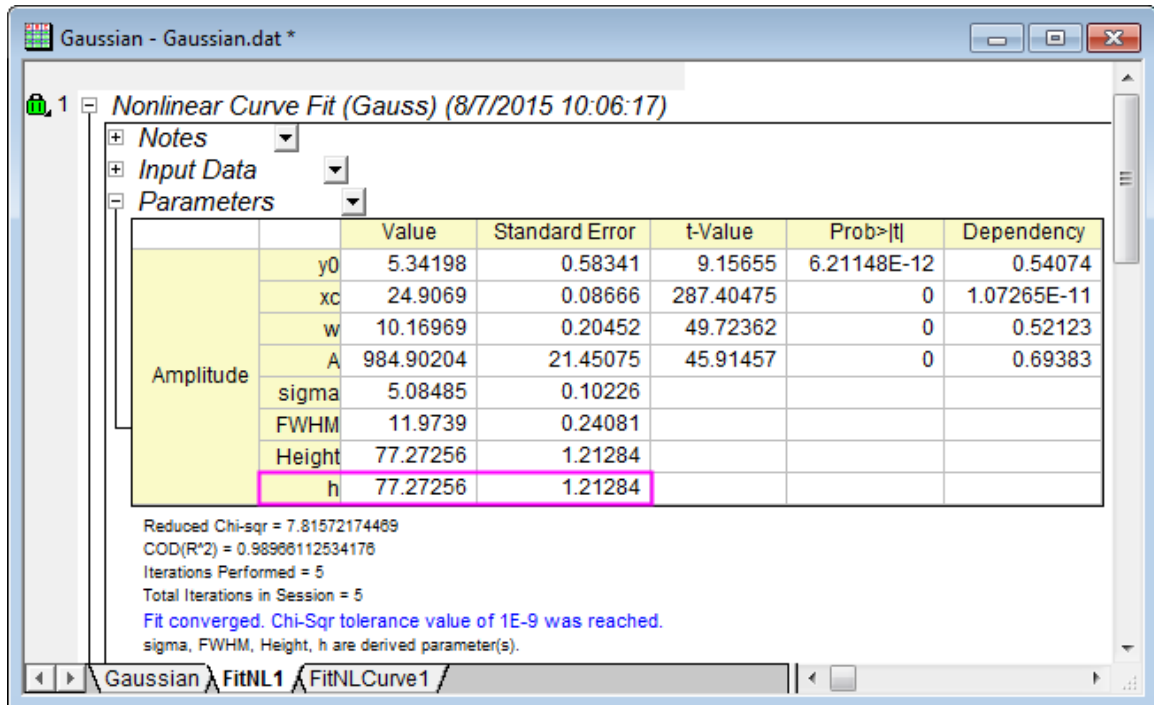 Gaussian - Gaussian.dat *
1 Nonlinear Curve Fit (Gauss) (8/7/2015 10:06:17)
Notes
Input Data
Parameters
Value Standard Error t-Value Prob>|t| Dependency
Amplitude
y0 5.34198 0.58341 9.15655 6.21148E-12 0.54074
xc 24.9069 0.08666 287.40475 0 1.07265E-11
w 10.16969 0.20452 49.72362 0 0.52123
A 984.90204 21.45075 45.91457 0 0.69383
sigma 5.08485 0.10226
FWHM 11.9739 0.24081
Height 77.27256 1.21284
h 77.27256 1.21284
Reduced Chi-sqr = 7.81572174469
COD(R^2) = 0.98966112534176
Iterations Performed = 5
Total Iterations in Session = 5
Fit converged. Chi-Sqr tolerance value of 1E-9 was reached.
sigma, FWHM, Height, h are derived parameter(s).
Gaussian FitNL1 FitNLCurve1